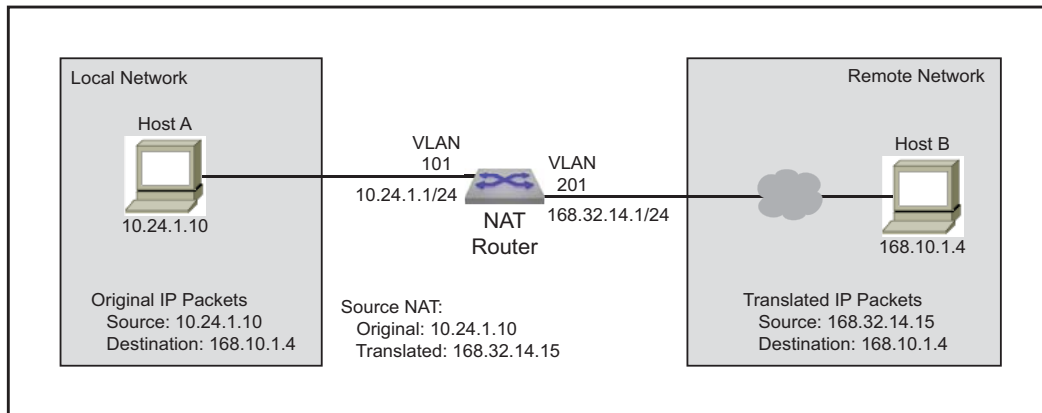 Local Network
Host A
10.24.1.10
Original IP Packets
Source: 10.24.1.10
Destination: 168.10.1.4
VLAN
101
10.24.1.1/24
NAT
Router
VLAN
201
168.32.14.1/24
Source NAT:
Original: 10.24.1.10
Translated: 168.32.14.15
Remote Network
Host B
168.10.1.4
Translated IP Packets
Source: 168.32.14.15
Destination: 168.10.1.4